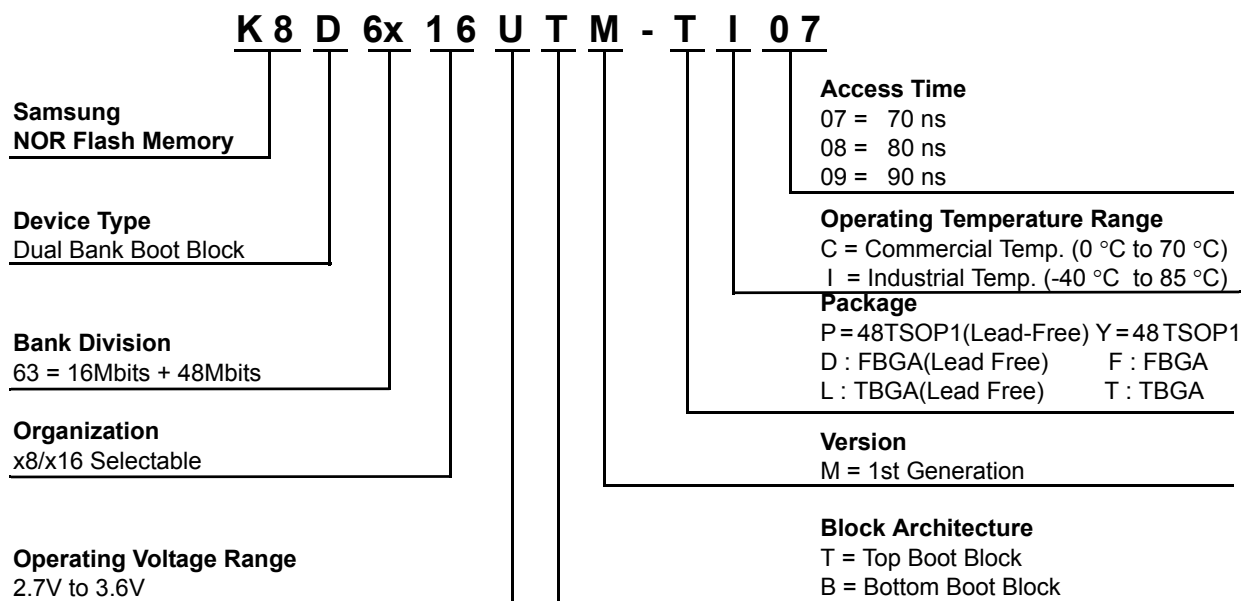 K 8 D 6x 1 6 U T M - T I 0 7
Samsung
NOR Flash Memory
Device Type
Dual Bank Boot Block
Bank Division
63 = 16Mbits + 48Mbits
Organization
x8/x16 Selectable
Operating Voltage Range
2.7V to 3.6V
Access Time
07 = 70 ns
08 = 80 ns
09 = 90 ns
Operating Temperature Range
C = Commercial Temp. (0 °C to 70 °C)
I = Industrial Temp. (-40 °C to 85 °C)
Package
P = 48TSOP1(Lead-Free) Y = 48 TSOP1
D : FBGA(Lead Free) F : FBGA
L : TBGA(Lead Free) T : TBGA
Version
M = 1st Generation
Block Architecture
T = Top Boot Block
B = Bottom Boot Block